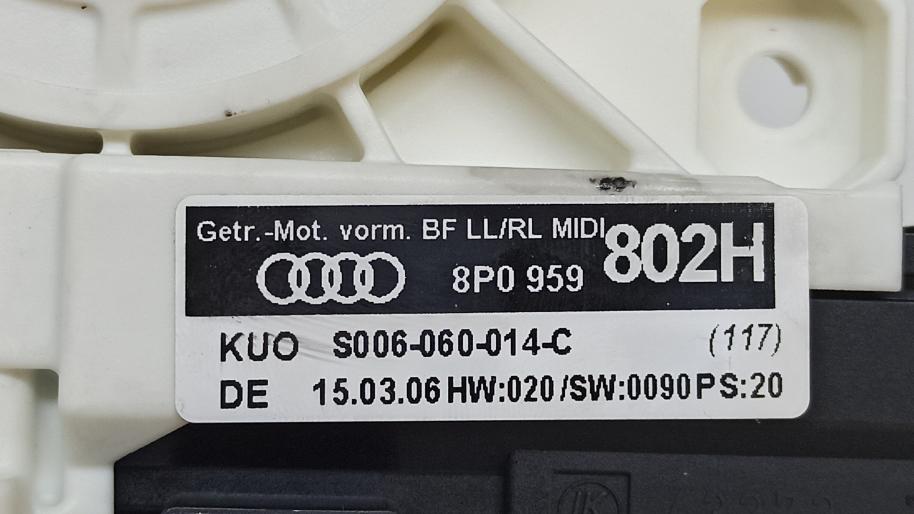 Getr.-Mot. vorm. BF LL/RL MIDI
8P0 959 802H
KUO S006-060-014-C (117)
DE 15.03.06 HW:020/SW:0090 PS:20